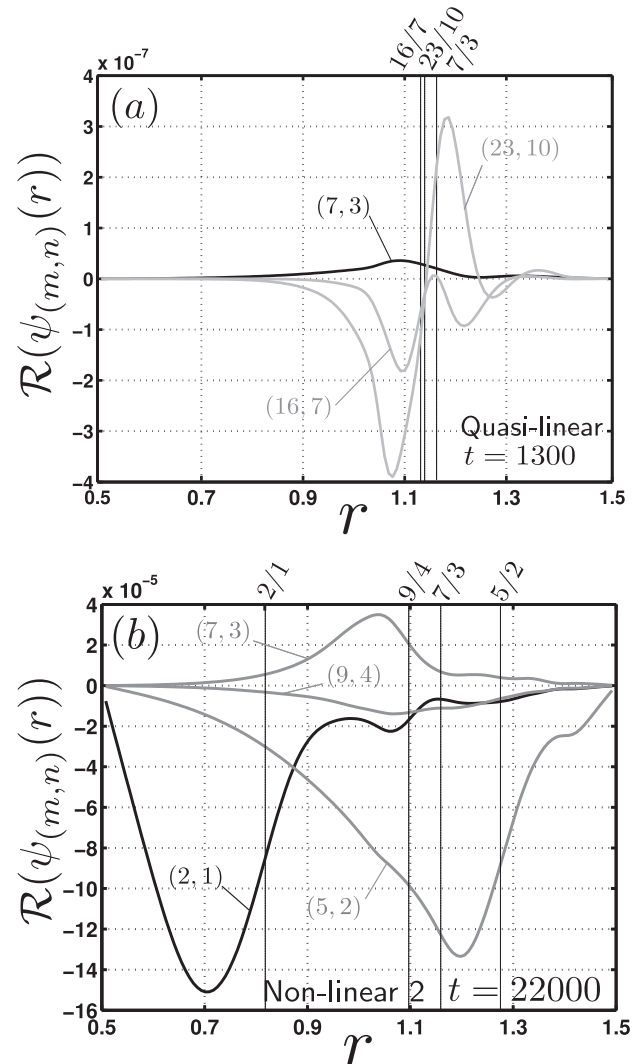 16/7
23/10
7/3
x 10⁻⁷
(a)
4
3
2
1
0
−1
−2
−3
−4
ℛ(ψ(m,n)(r))
(23, 10)
(7, 3)
(16, 7)
Quasi-linear
t = 1300
0.5 0.7 0.9 1.1 1.3 1.5
r
2/1
9/4
7/3
5/2
x 10⁻⁵
(b)
4
2
0
−2
−4
−6
−8
−10
−12
−14
−16
ℛ(ψ(m,n)(r))
(7, 3)
(9, 4)
(2, 1)
(5, 2)
Non-linear 2 t = 22000
0.5 0.7 0.9 1.1 1.3 1.5
r